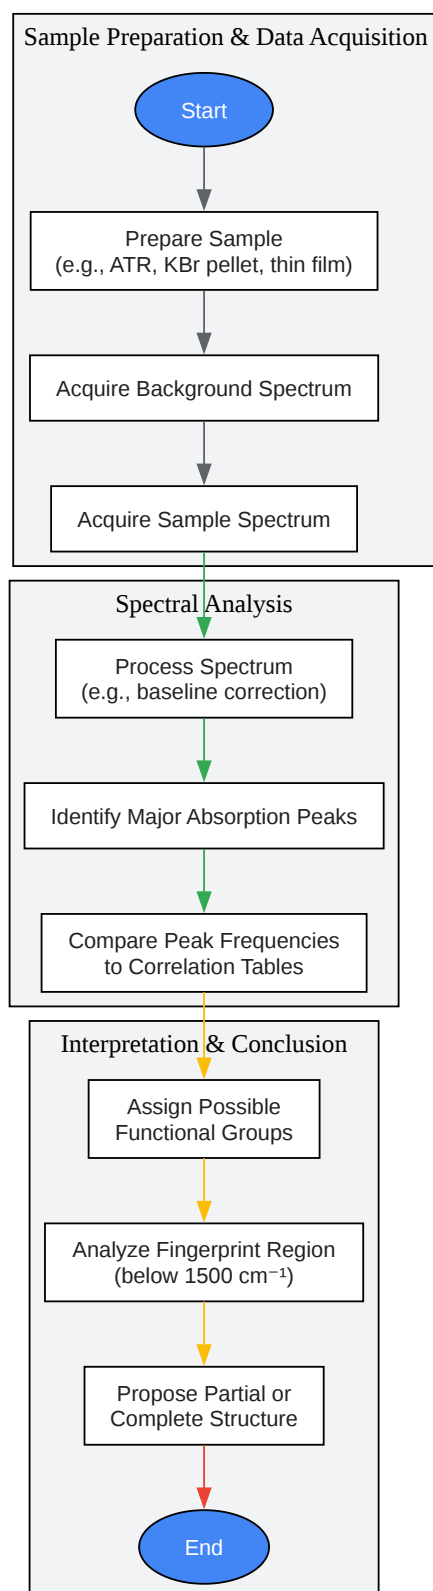 Sample Preparation & Data Acquisition
Start
Prepare Sample
(e.g., ATR, KBr pellet, thin film)
Acquire Background Spectrum
Acquire Sample Spectrum
Spectral Analysis
Process Spectrum
(e.g., baseline correction)
Identify Major Absorption Peaks
Compare Peak Frequencies
to Correlation Tables
Interpretation & Conclusion
Assign Possible
Functional Groups
Analyze Fingerprint Region
(below 1500 cm⁻¹)
Propose Partial or
Complete Structure
End